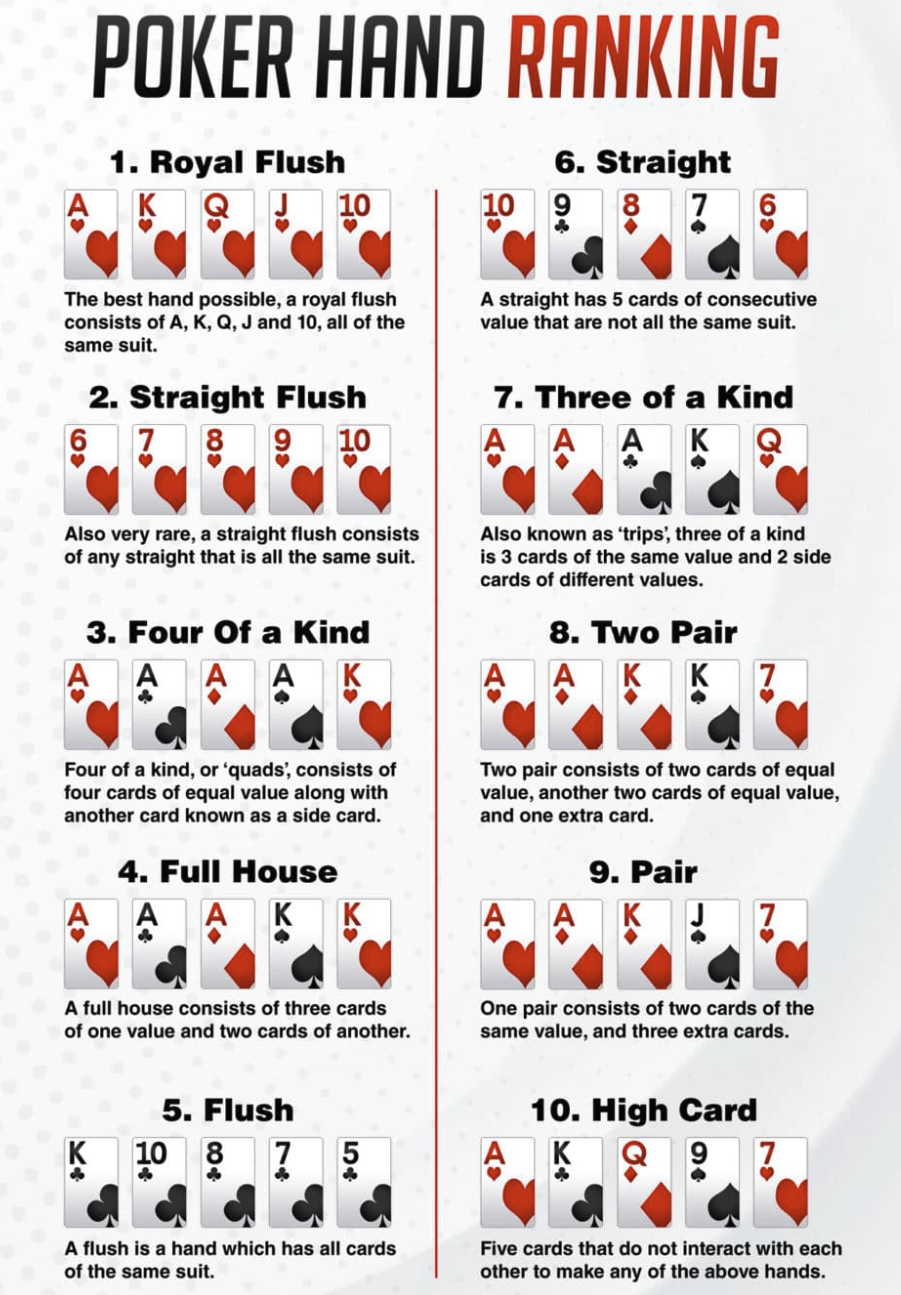 POKER HAND RANKING
1. Royal Flush
A K Q J 10
The best hand possible, a royal flush
consists of A, K, Q, J and 10, all of the
same suit.
2. Straight Flush
6 7 8 9 10
Also very rare, a straight flush consists
of any straight that is all the same suit.
3. Four Of a Kind
A A A A K
Four of a kind, or ‘quads’, consists of
four cards of equal value along with
another card known as a side card.
4. Full House
A A A K K
A full house consists of three cards
of one value and two cards of another.
5. Flush
K 10 8 7 5
A flush is a hand which has all cards
of the same suit.
6. Straight
10 9 8 7 6
A straight has 5 cards of consecutive
value that are not all the same suit.
7. Three of a Kind
A A A K Q
Also known as ‘trips’, three of a kind
is 3 cards of the same value and 2 side
cards of different values.
8. Two Pair
A A K K 7
Two pair consists of two cards of equal
value, another two cards of equal value,
and one extra card.
9. Pair
A A K J 7
One pair consists of two cards of the
same value, and three extra cards.
10. High Card
A K Q 9 7
Five cards that do not interact with each
other to make any of the above hands.